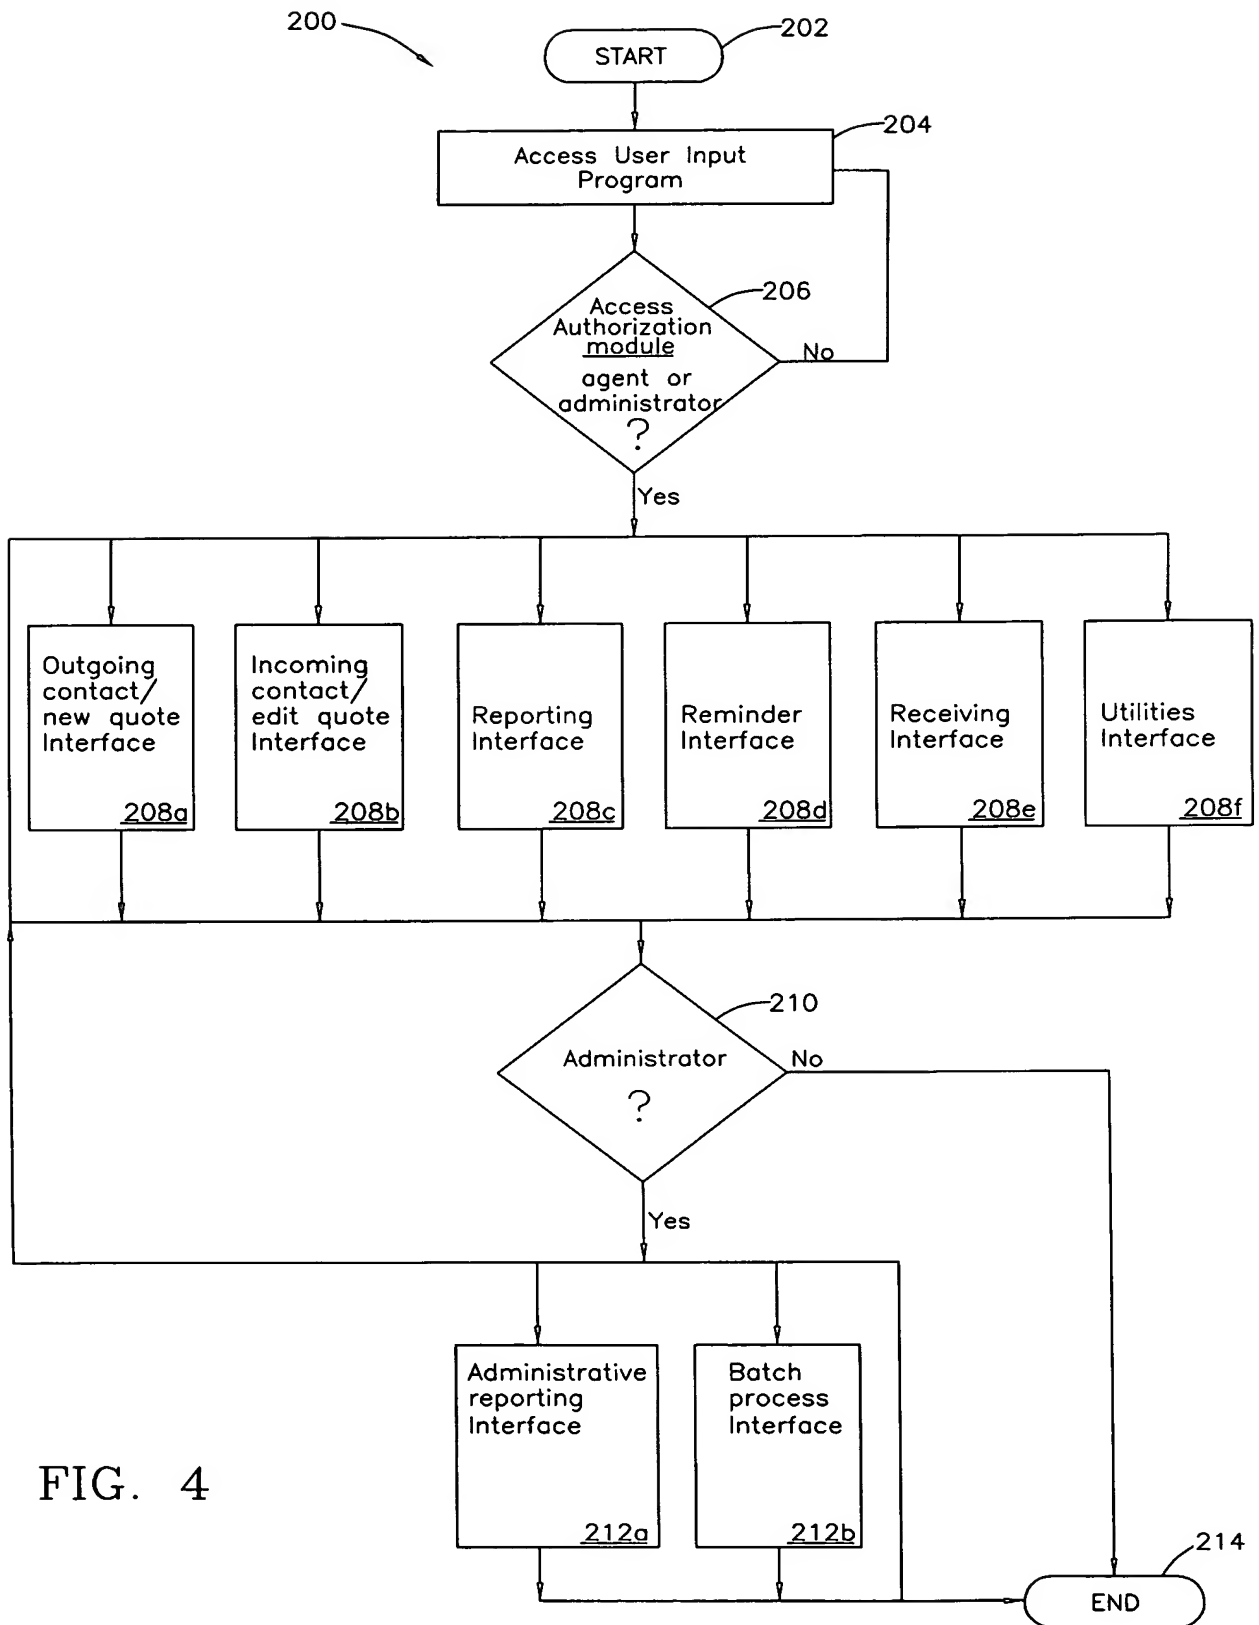 200
START
202
204
Access User Input
Program
206
Access
Authorization
module
agent or
administrator
?
No
Yes
Outgoing
contact/
new quote
Interface
208a
Incoming
contact/
edit quote
Interface
208b
Reporting
Interface
208c
Reminder
Interface
208d
Receiving
Interface
208e
Utilities
Interface
208f
210
Administrator
?
No
Yes
Administrative
reporting
Interface
212a
Batch
process
Interface
212b
FIG. 4
214
END